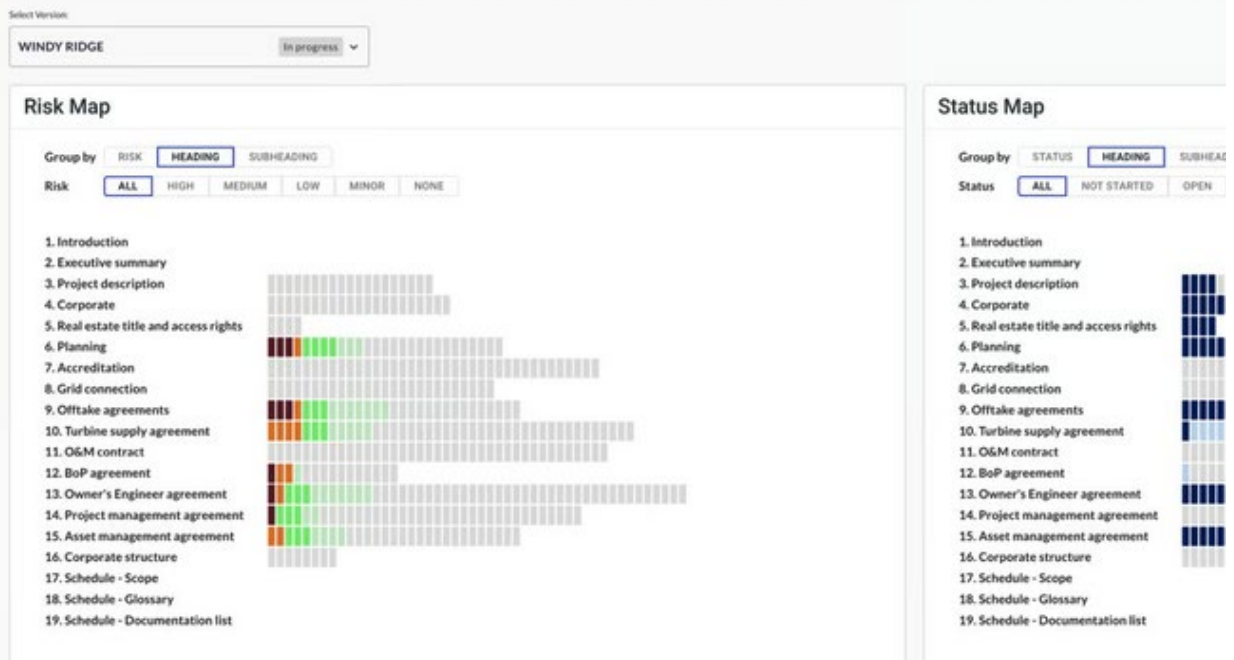 Select Version:
WINDY RIDGE In progress
Risk Map
Group by RISK HEADING SUBHEADING
Risk ALL HIGH MEDIUM LOW MINOR NONE
1. Introduction
2. Executive summary
3. Project description
4. Corporate
5. Real estate title and access rights
6. Planning
7. Accreditation
8. Grid connection
9. Offtake agreements
10. Turbine supply agreement
11. O&M contract
12. BoP agreement
13. Owner's Engineer agreement
14. Project management agreement
15. Asset management agreement
16. Corporate structure
17. Schedule - Scope
18. Schedule - Glossary
19. Schedule - Documentation list
Status Map
Group by STATUS HEADING SUBHEAD
Status ALL NOT STARTED OPEN
1. Introduction
2. Executive summary
3. Project description
4. Corporate
5. Real estate title and access rights
6. Planning
7. Accreditation
8. Grid connection
9. Offtake agreements
10. Turbine supply agreement
11. O&M contract
12. BoP agreement
13. Owner's Engineer agreement
14. Project management agreement
15. Asset management agreement
16. Corporate structure
17. Schedule - Scope
18. Schedule - Glossary
19. Schedule - Documentation list